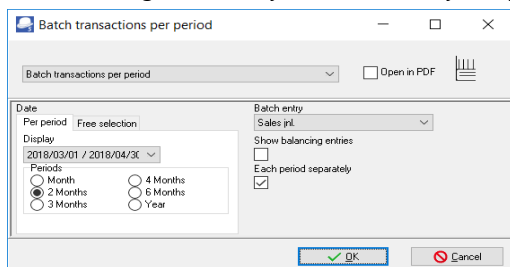 Batch transactions per period
Batch transactions per period
Open in PDF
Date
Per period Free selection
Display
2018/03/01 / 2018/04/3(
Periods
Month 4 Months
2 Months 6 Months
3 Months Year
Batch entry
Sales jnl.
Show balancing entries
Each period separately
OK Cancel